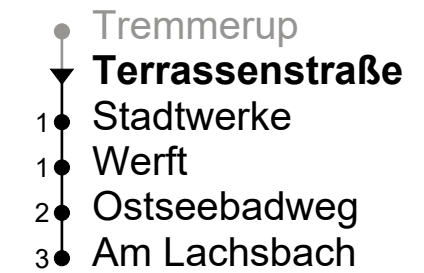 Tremmerup
Terrassenstraße
1 Stadtwerke
1 Werft
2 Ostseebadweg
3 Am Lachsbach